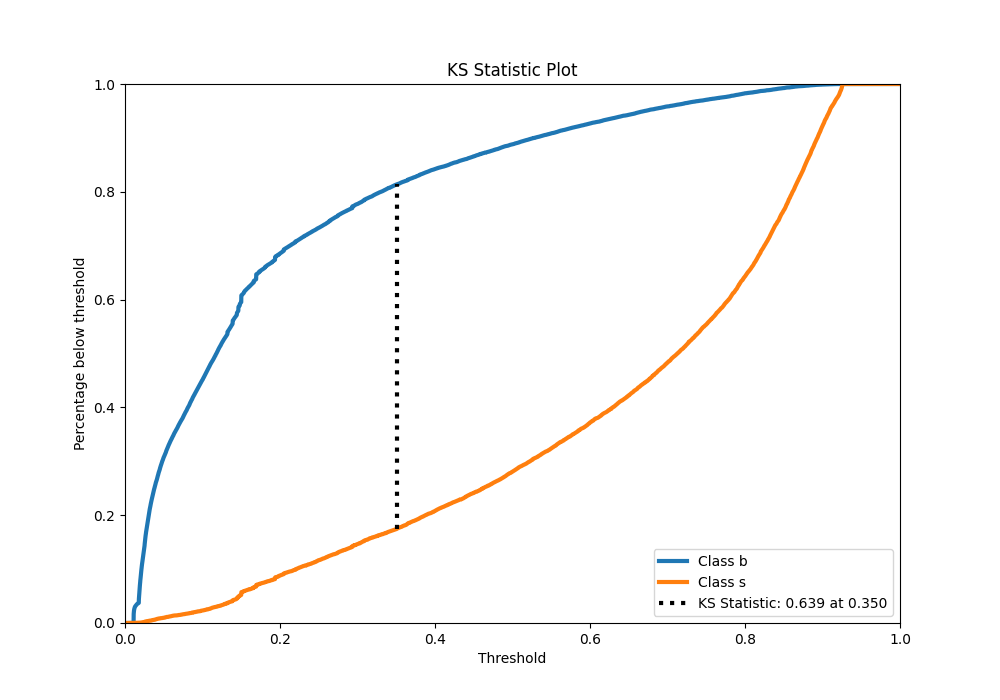 KS Statistic Plot
1.0
0.8
0.6
0.4
0.2
0.0
Percentage below threshold
0.0 0.2 0.4 0.6 0.8 1.0
Threshold
Class b
Class s
KS Statistic: 0.639 at 0.350